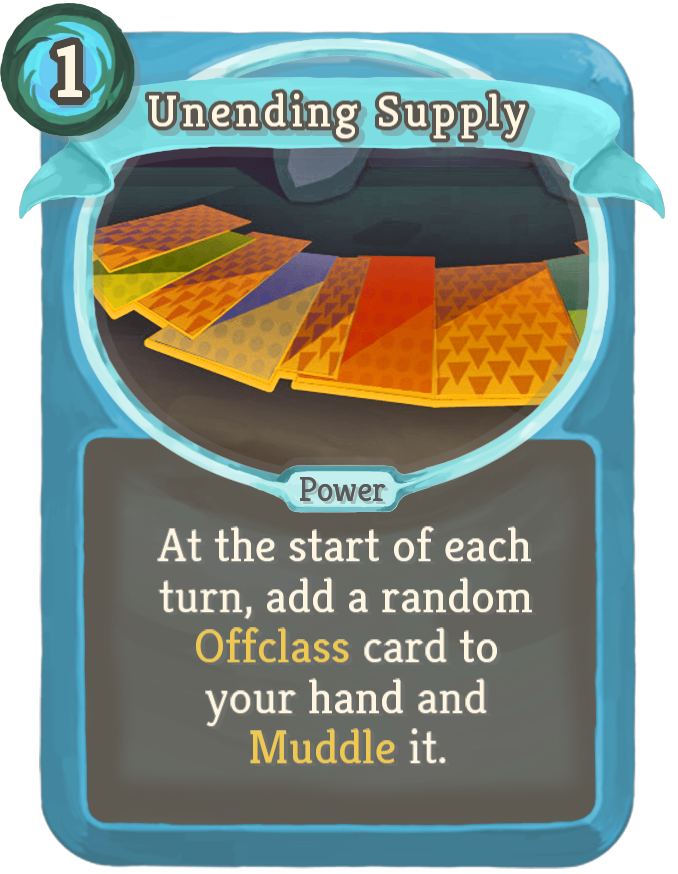 1
Unending Supply
Power
At the start of each
turn, add a random
Offclass card to
your hand and
Muddle it.